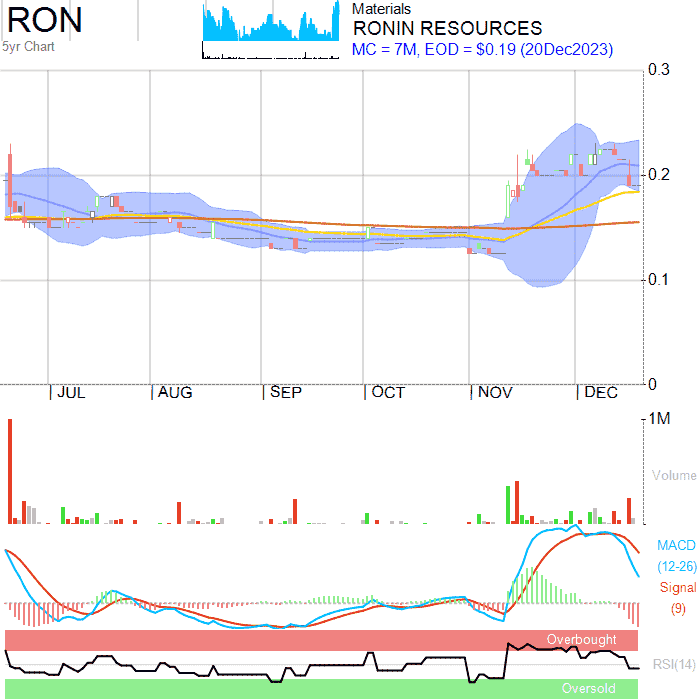 RON
5yr Chart
Materials
RONIN RESOURCES
MC = 7M, EOD = $0.19 (20Dec2023)
0.3
0.2
0.1
0
JUL
AUG
SEP
OCT
NOV
DEC
1M
Volume
MACD
(12-26)
Signal
(9)
Overbought
RSI(14)
Oversold